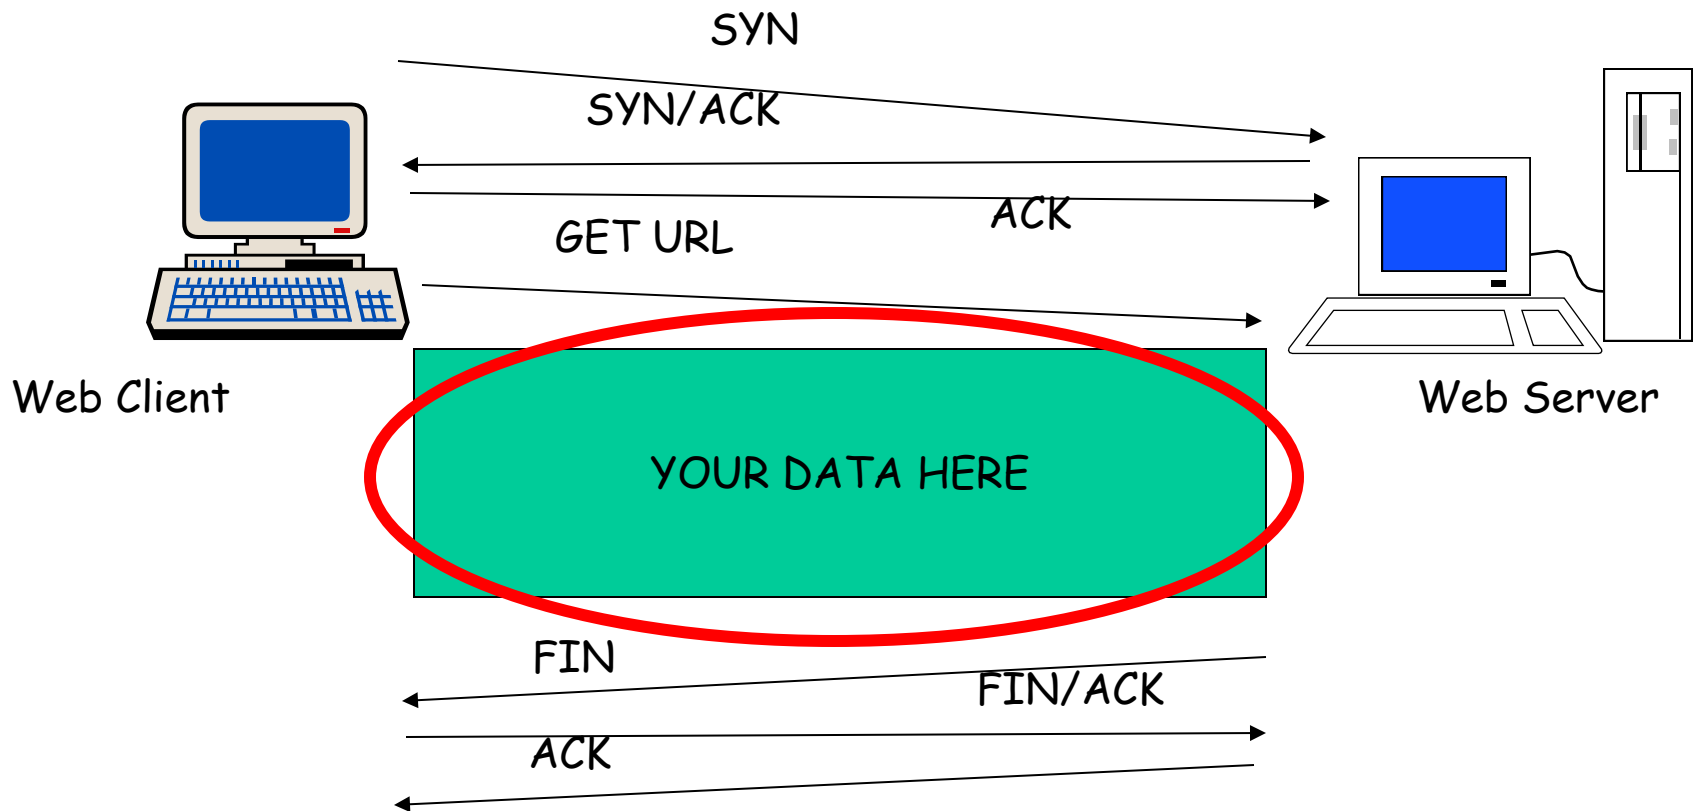 SYN
SYN/ACK
ACK
GET URL
Web Client
Web Server
YOUR DATA HERE
FIN
FIN/ACK
ACK